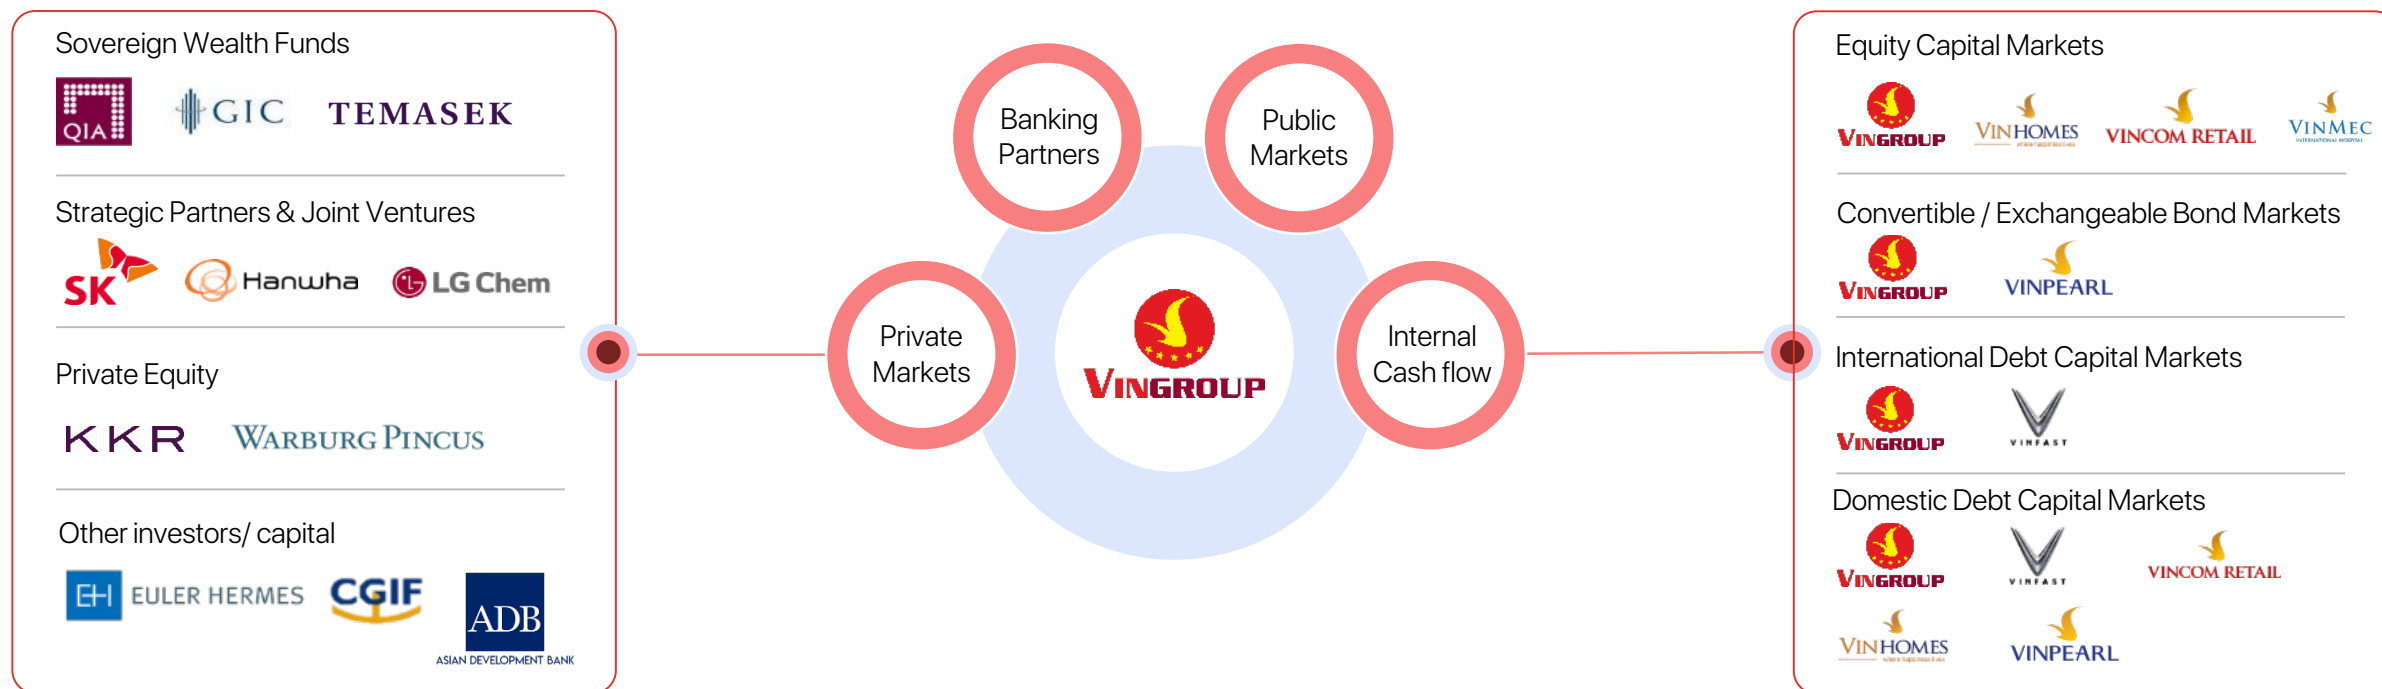 Sovereign Wealth Funds
QIA
GIC
TEMASEK
Strategic Partners & Joint Ventures
SK
Hanwha
LG Chem
Private Equity
KKR
WARBURG PINCUS
Other investors/ capital
EH EULER HERMES
CGIF
ADB
ASIAN DEVELOPMENT BANK
Banking
Partners
Public
Markets
Private
Markets
VINGROUP
Internal
Cash flow
Equity Capital Markets
VINGROUP
VINHOMES
VINCOM RETAIL
VINMEC
INTERNATIONAL HOSPITAL
Convertible / Exchangeable Bond Markets
VINGROUP
VINPEARL
International Debt Capital Markets
VINGROUP
VINFAST
Domestic Debt Capital Markets
VINGROUP
VINFAST
VINCOM RETAIL
VINHOMES
VINPEARL